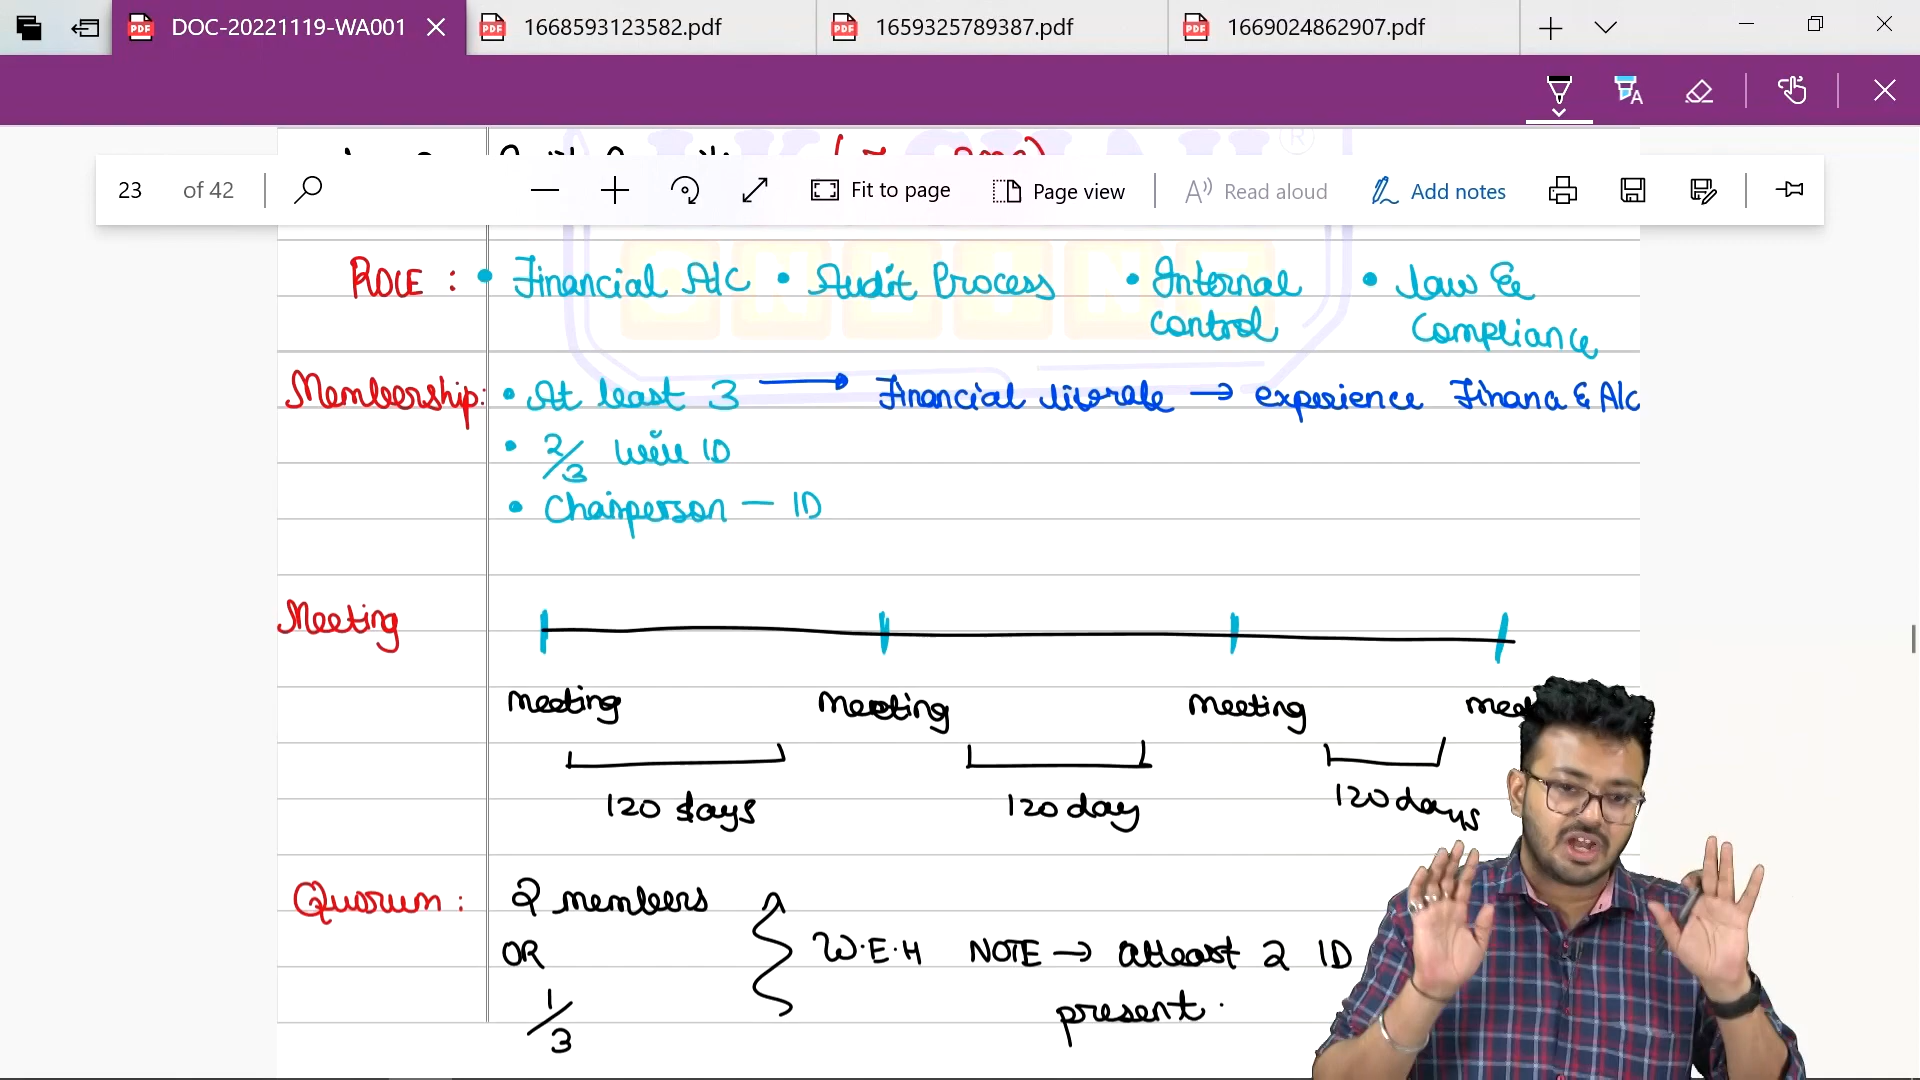 DOC-20221119-WA001
1668593123582.pdf
1659325789387.pdf
1669024862907.pdf
23 of 42
Fit to page
Page view
Read aloud
Add notes
ROLE : • Financial A/C • Audit Process • Internal control • Law & Compliance
Membership: • At least 3 → Financial literate → experience Finana & A/c
• 2/3 were ID
• Chairperson — ID
Meeting
meeting meeting meeting
120 days 120 day 120 days
Quorum : 2 members
OR
1/3
W.E.H NOTE → atleast 2 ID
present.